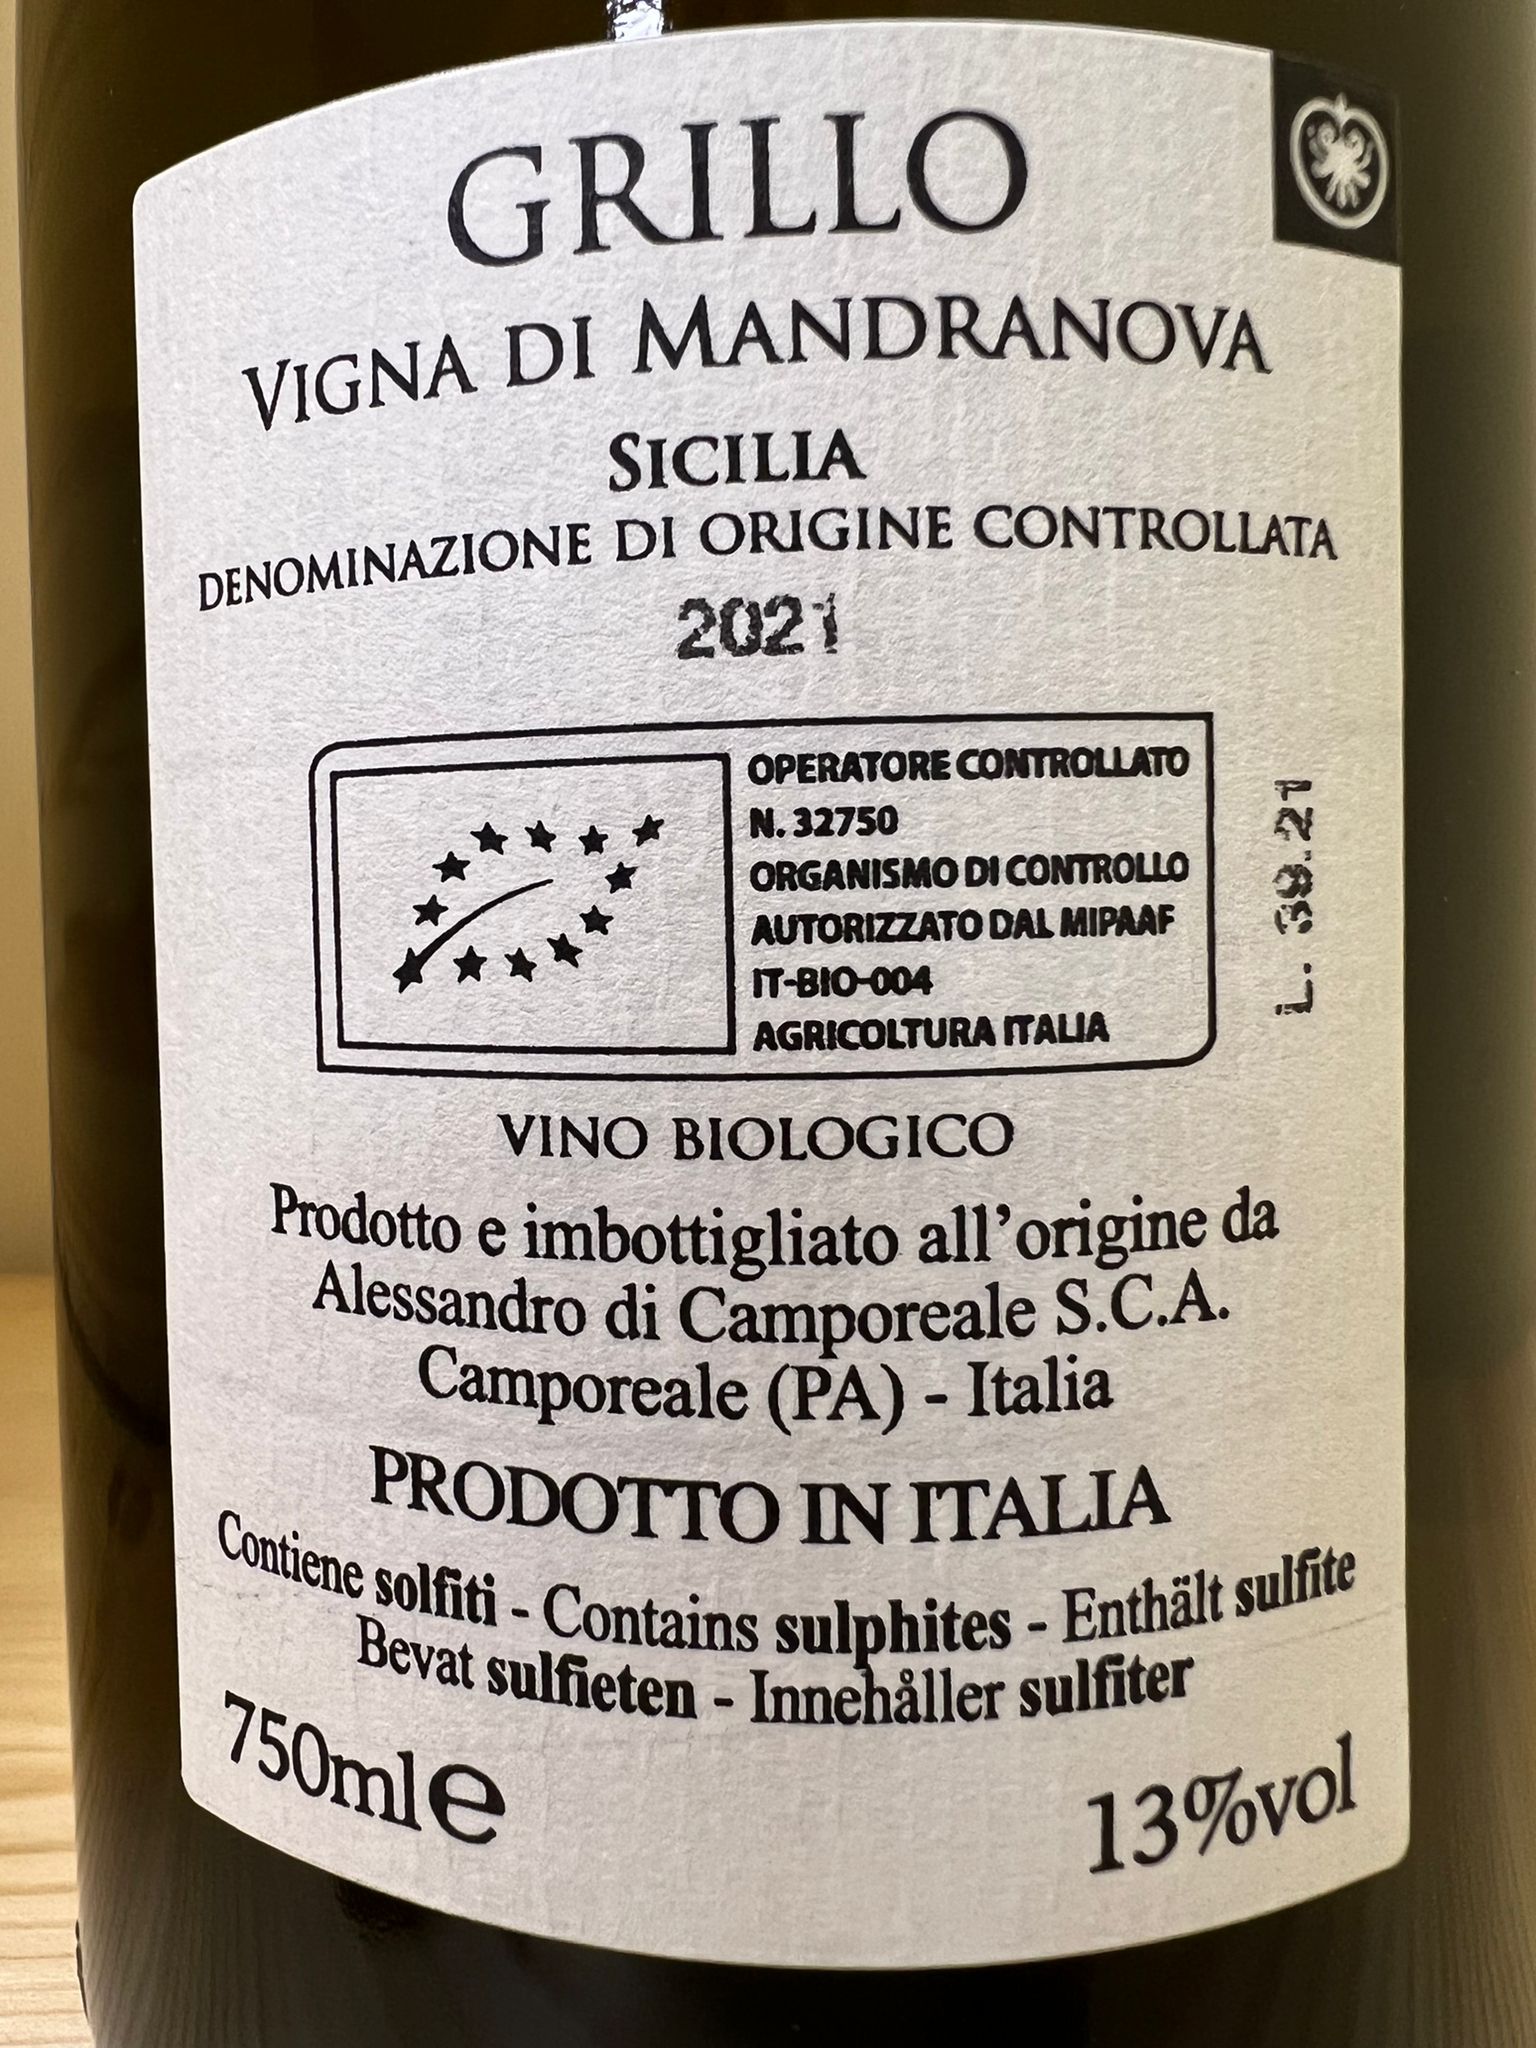 GRILLO
VIGNA DI MANDRANOVA
SICILIA
DENOMINAZIONE DI ORIGINE CONTROLLATA
2021
OPERATORE CONTROLLATO
N. 32750
ORGANISMO DI CONTROLLO
AUTORIZZATO DAL MIPAAF
IT-BIO-004
AGRICOLTURA ITALIA
L. 38.21
VINO BIOLOGICO
Prodotto e imbottigliato all'origine da
Alessandro di Camporeale S.C.A.
Camporeale (PA) - Italia
PRODOTTO IN ITALIA
Contiene solfiti - Contains sulphites - Enthält sulfite
Bevat sulfieten - Innehåller sulfiter
750ml e
13%vol